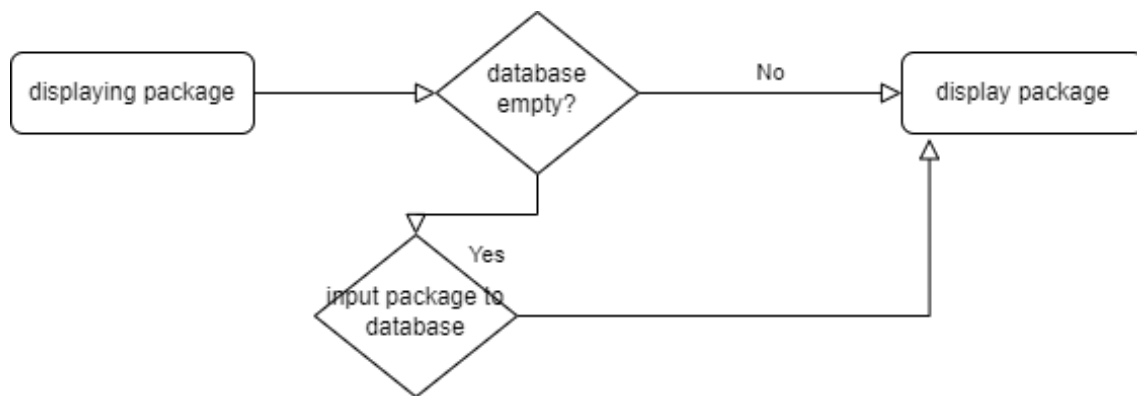 displaying package
database
empty?
No
display package
Yes
input package to
database